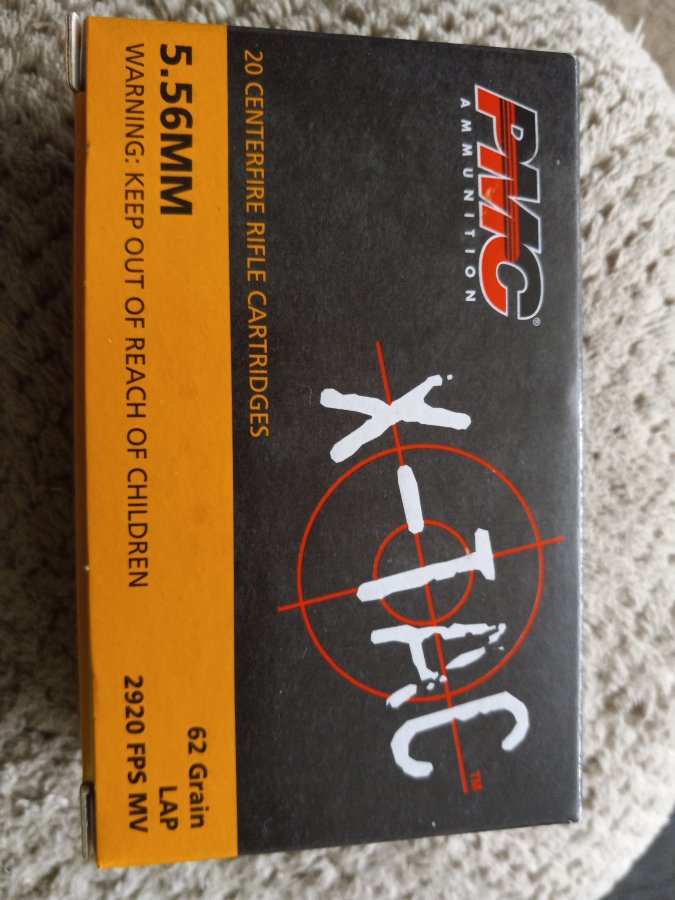 PMC®
AMMUNITION
X-TAC™
20 CENTERFIRE RIFLE CARTRIDGES
5.56MM
WARNING: KEEP OUT OF REACH OF CHILDREN
62 Grain
LAP
2920 FPS MV